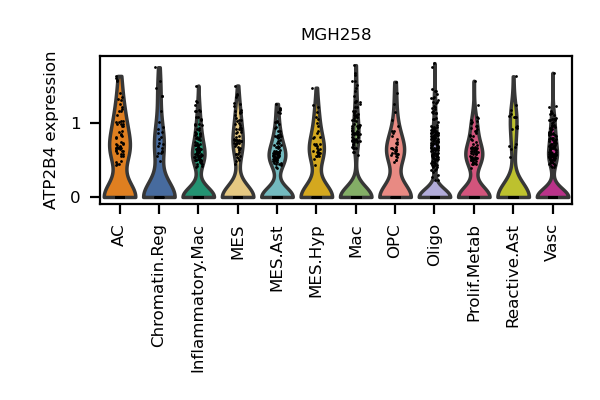 MGH258
ATP2B4 expression
1
0
AC
Chromatin.Reg
Inflammatory.Mac
MES
MES.Ast
MES.Hyp
Mac
OPC
Oligo
Prolif.Metab
Reactive.Ast
Vasc